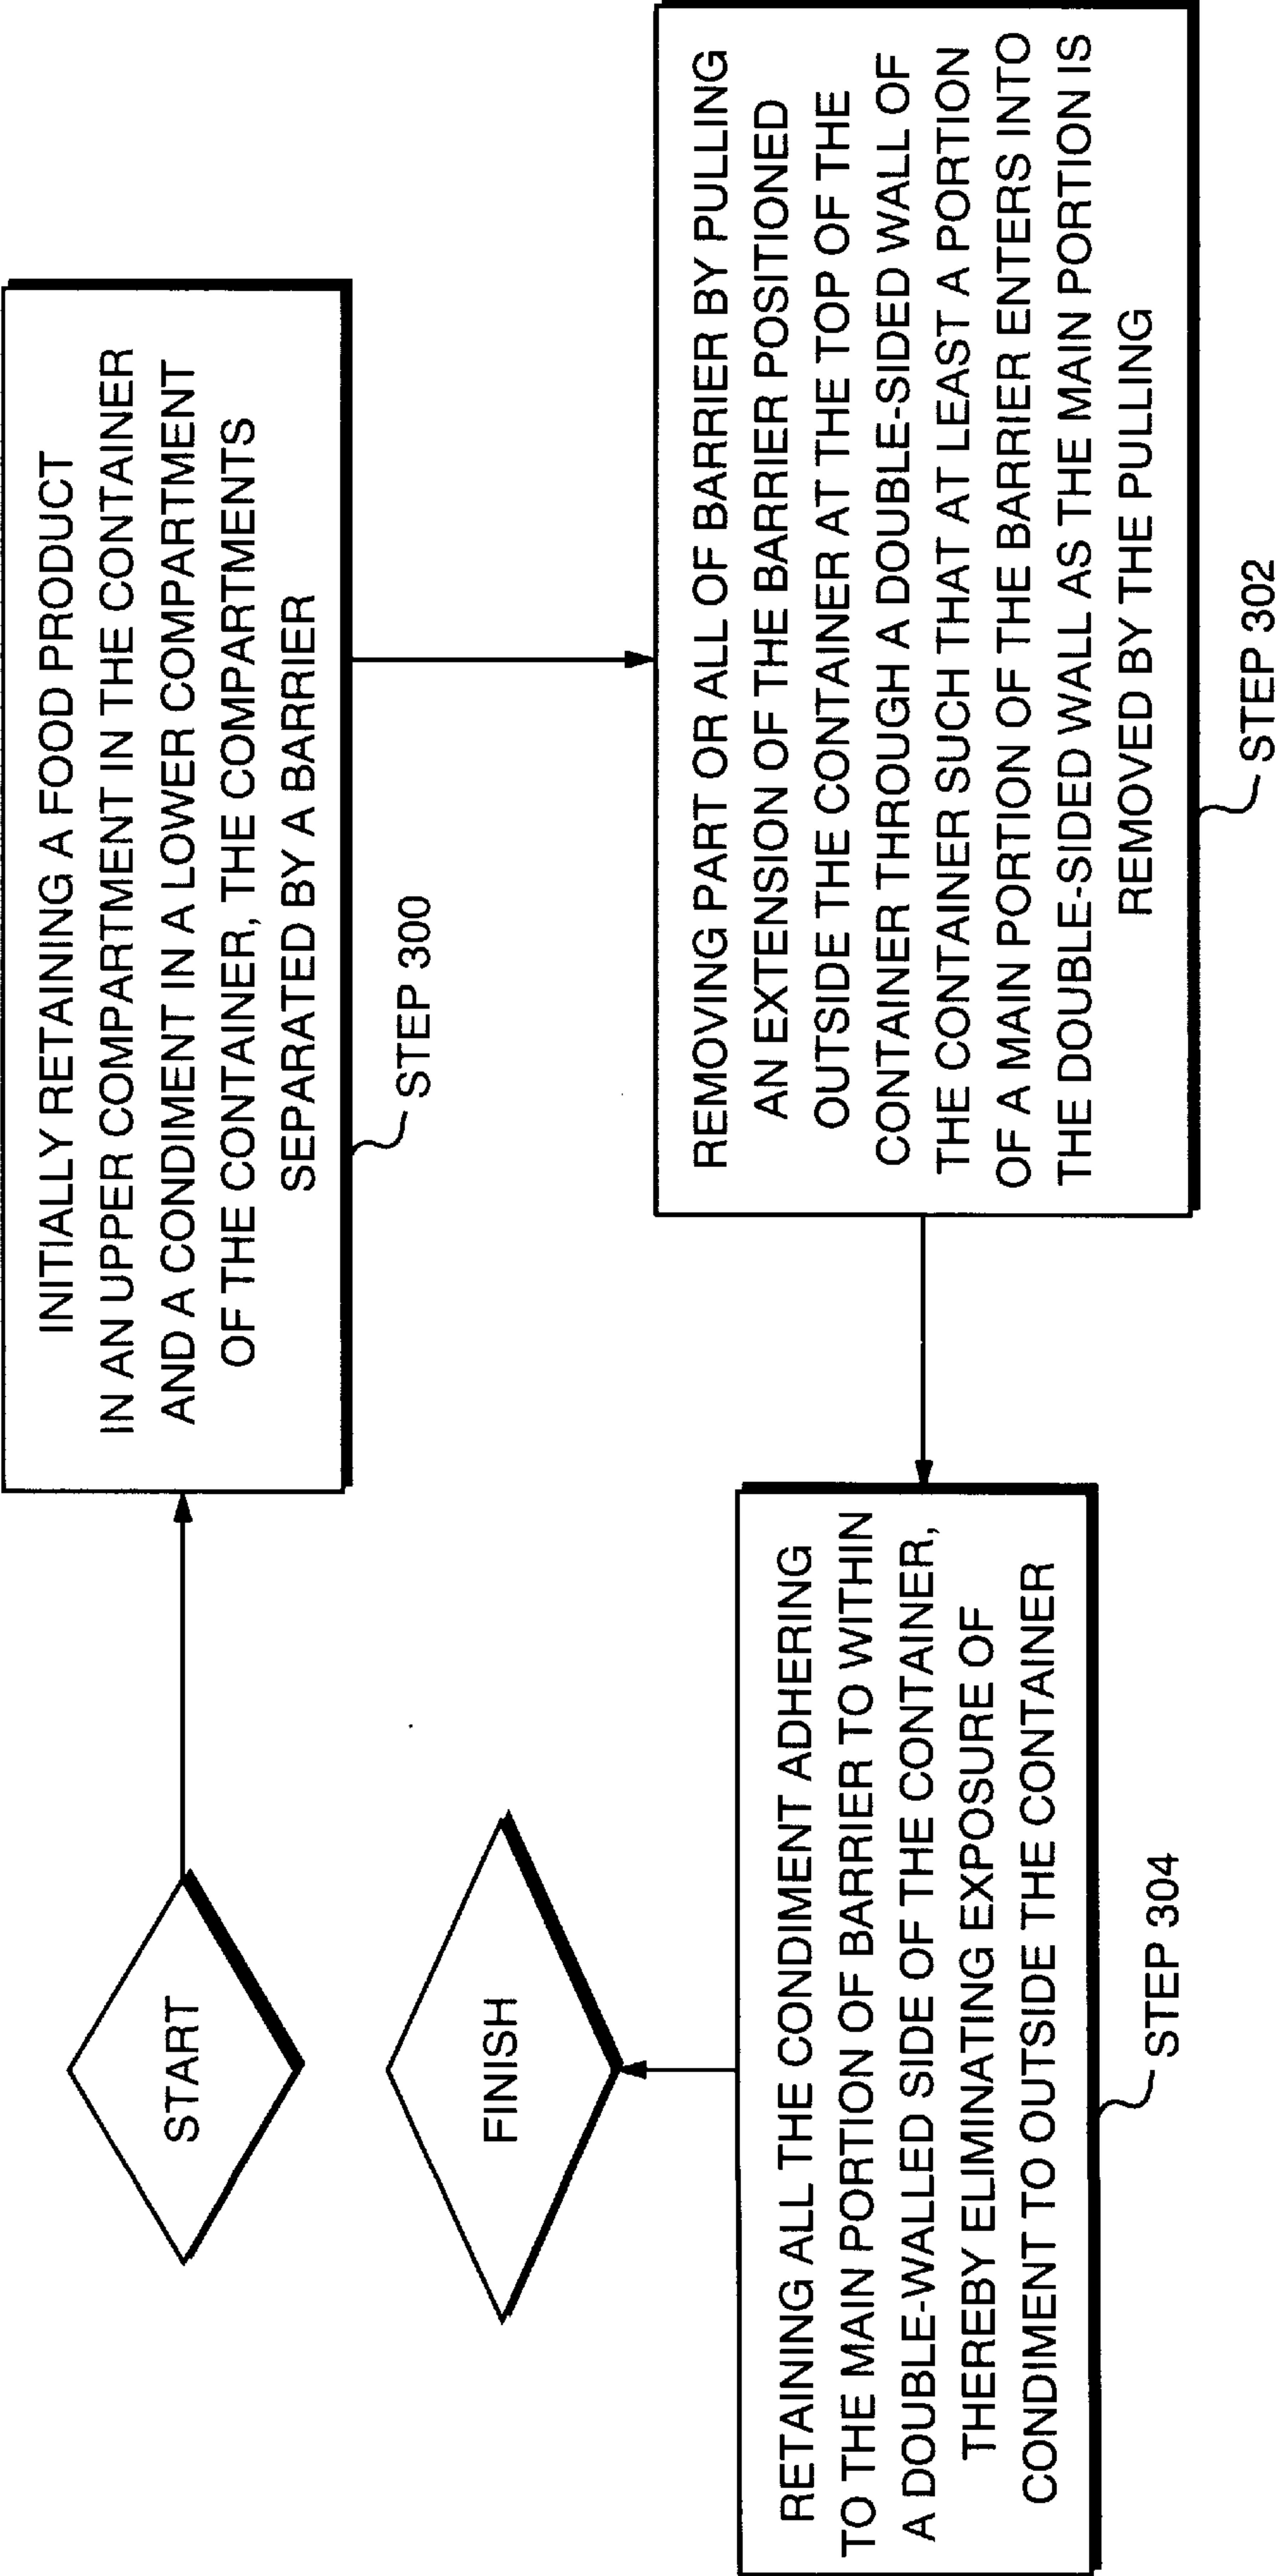 START
INITIALLY RETAINING A FOOD PRODUCT
IN AN UPPER COMPARTMENT IN THE CONTAINER
AND A CONDIMENT IN A LOWER COMPARTMENT
OF THE CONTAINER, THE COMPARTMENTS
SEPARATED BY A BARRIER
STEP 300
REMOVING PART OR ALL OF BARRIER BY PULLING
AN EXTENSION OF THE BARRIER POSITIONED
OUTSIDE THE CONTAINER AT THE TOP OF THE
CONTAINER THROUGH A DOUBLE-SIDED WALL OF
THE CONTAINER SUCH THAT AT LEAST A PORTION
OF A MAIN PORTION OF THE BARRIER ENTERS INTO
THE DOUBLE-SIDED WALL AS THE MAIN PORTION IS
REMOVED BY THE PULLING
STEP 302
RETAINING ALL THE CONDIMENT ADHERING
TO THE MAIN PORTION OF BARRIER TO WITHIN
A DOUBLE-WALLED SIDE OF THE CONTAINER,
THEREBY ELIMINATING EXPOSURE OF
CONDIMENT TO OUTSIDE THE CONTAINER
STEP 304
FINISH